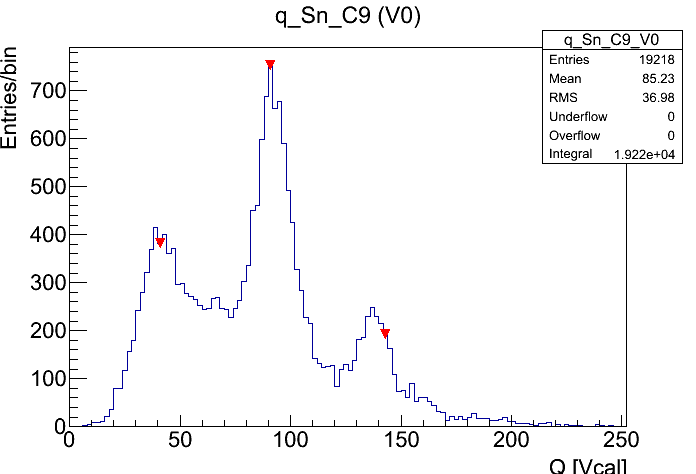 q_Sn_C9 (V0)
q_Sn_C9_V0
Entries 19218
Mean 85.23
RMS 36.98
Underflow 0
Overflow 0
Integral 1.922e+04
Entries/bin
700
600
500
400
300
200
100
0
0 50 100 150 200 250
Q [Vcal]